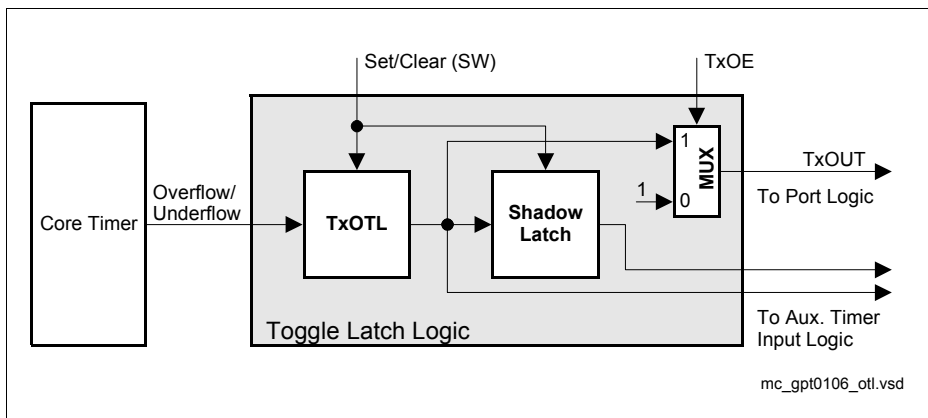 Set/Clear (SW)
TxOE
Core Timer
Overflow/
Underflow
TxOTL
Shadow
Latch
1
1
0
MUX
TxOUT
To Port Logic
To Aux. Timer
Input Logic
Toggle Latch Logic
mc_gpt0106_otl.vsd